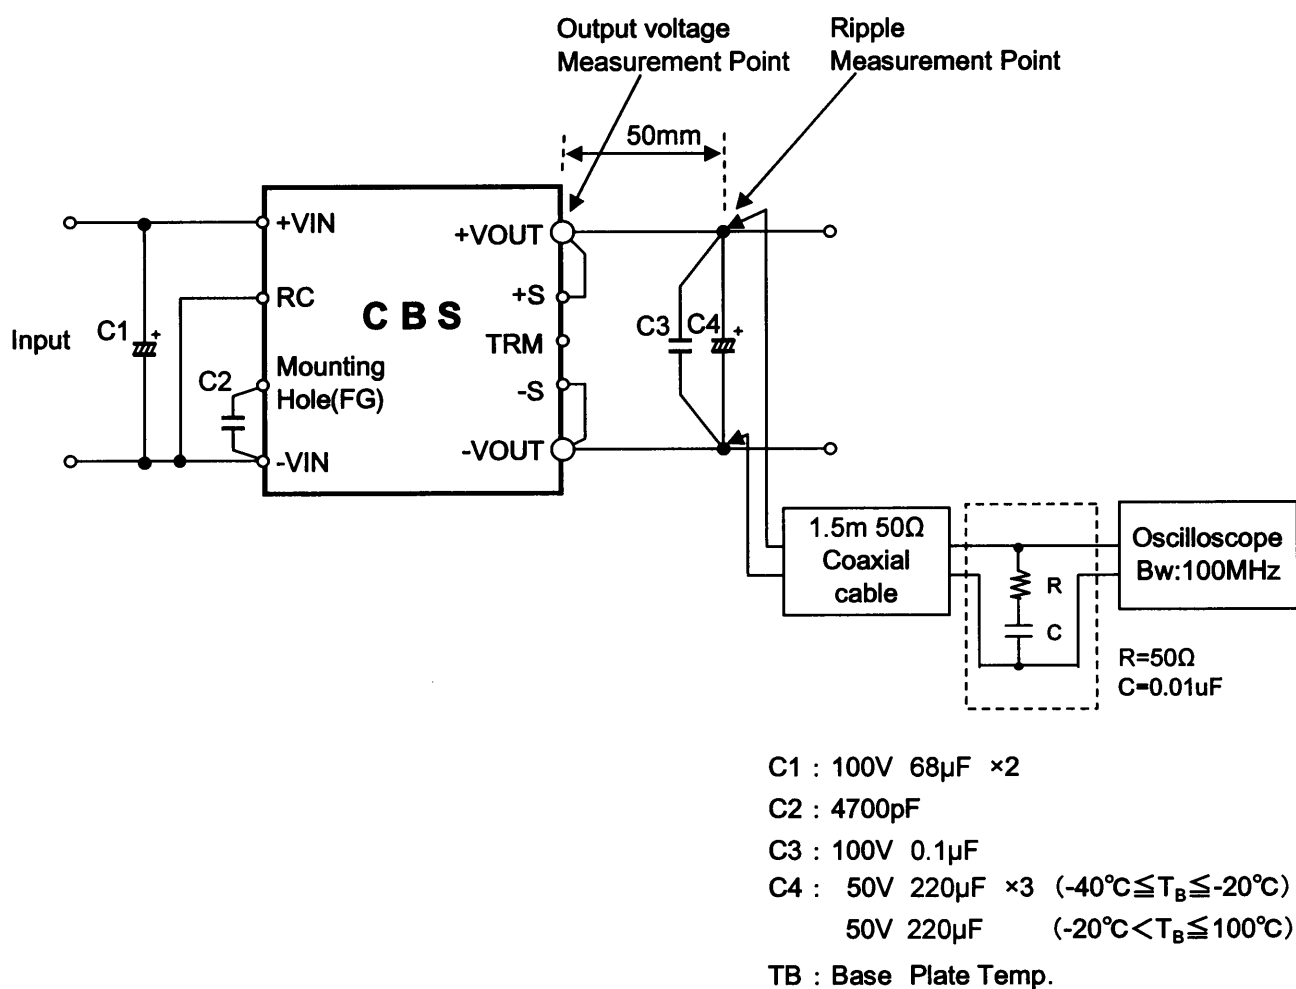 Output voltage
Measurement Point
Ripple
Measurement Point
50mm
+VIN
+VOUT
RC
+S
C B S
Input
C1
+
TRM
C3
C4
+
Mounting
Hole(FG)
C2
-S
-VIN
-VOUT
1.5m 50Ω
Coaxial
cable
R
C
Oscilloscope
Bw:100MHz
R=50Ω
C=0.01uF
C1 : 100V 68µF ×2
C2 : 4700pF
C3 : 100V 0.1µF
C4 : 50V 220µF ×3 (-40℃≦TB≦-20℃)
50V 220µF (-20℃<TB≦100℃)
TB : Base Plate Temp.